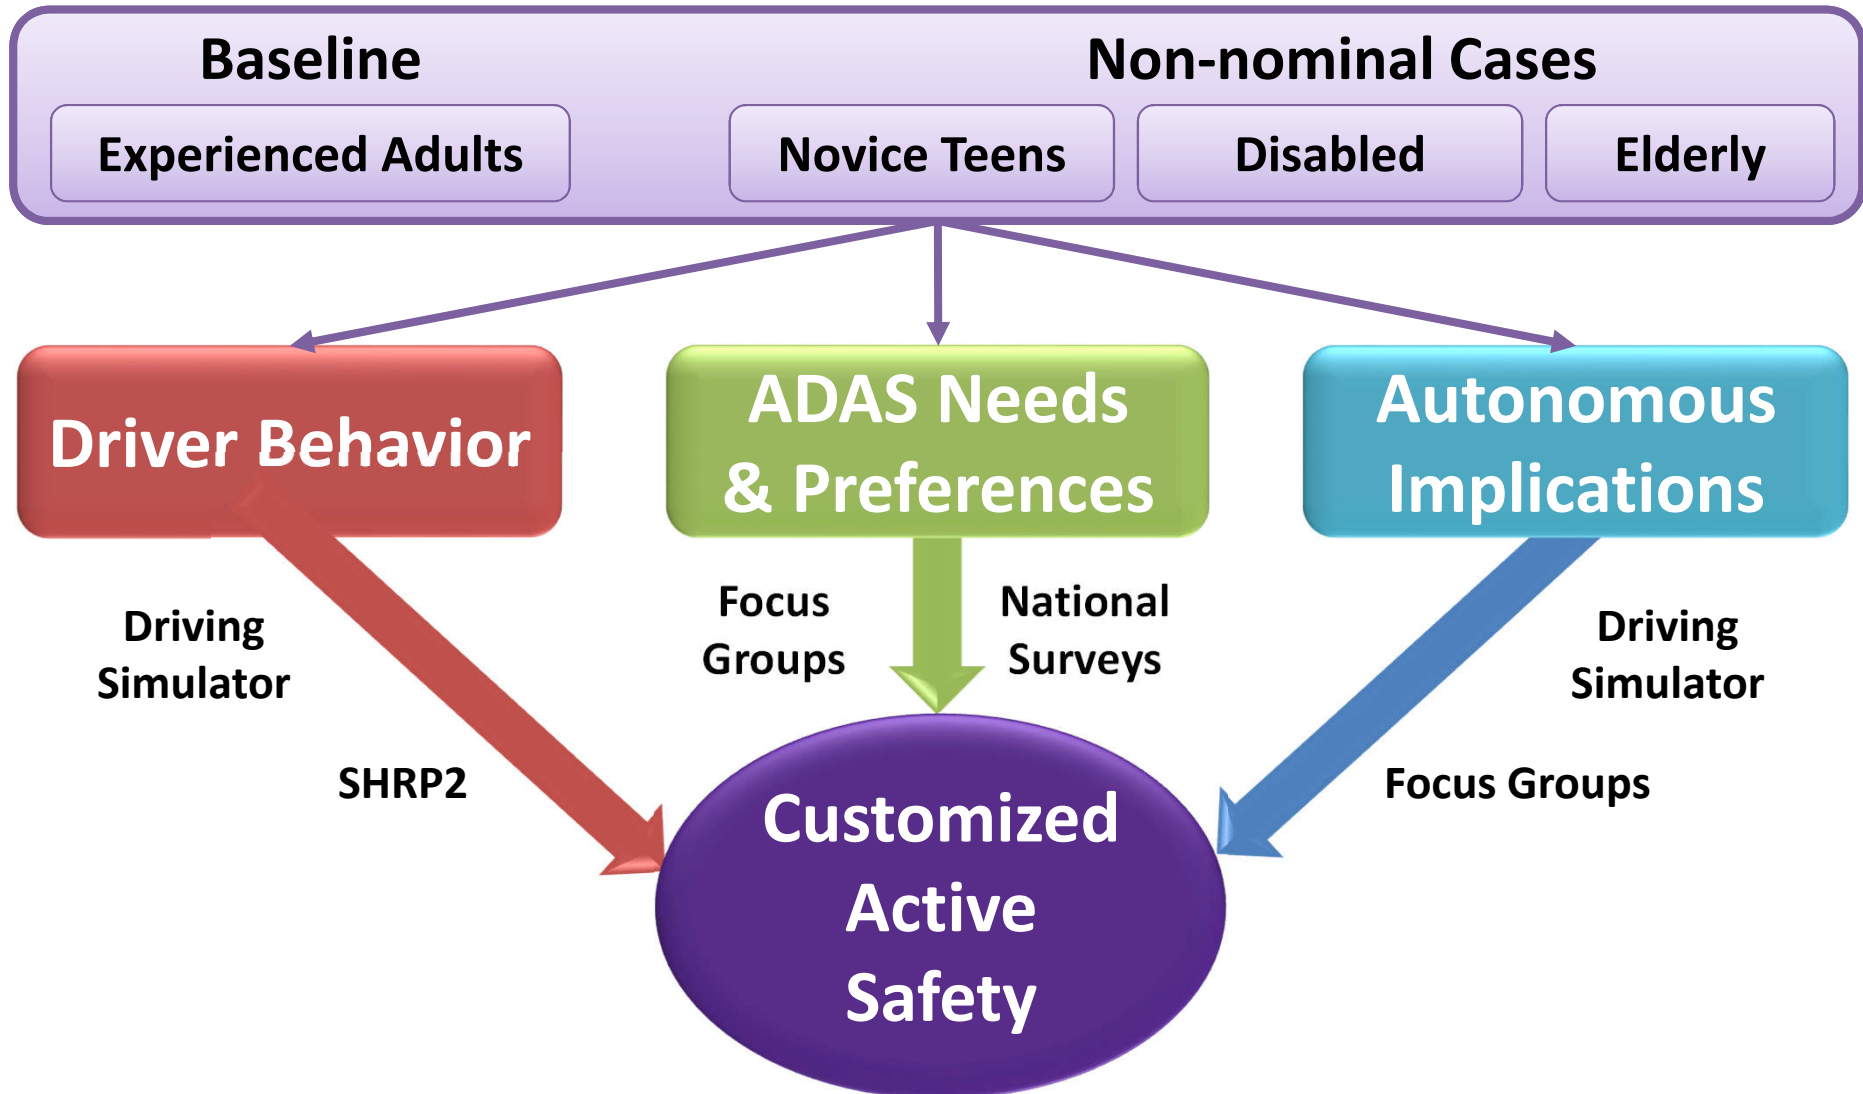 Baseline
Non-nominal Cases
Experienced Adults
Novice Teens
Disabled
Elderly
Driver Behavior
ADAS Needs
& Preferences
Autonomous
Implications
Driving
Simulator
SHRP2
Focus
Groups
National
Surveys
Driving
Simulator
Focus Groups
Customized
Active
Safety